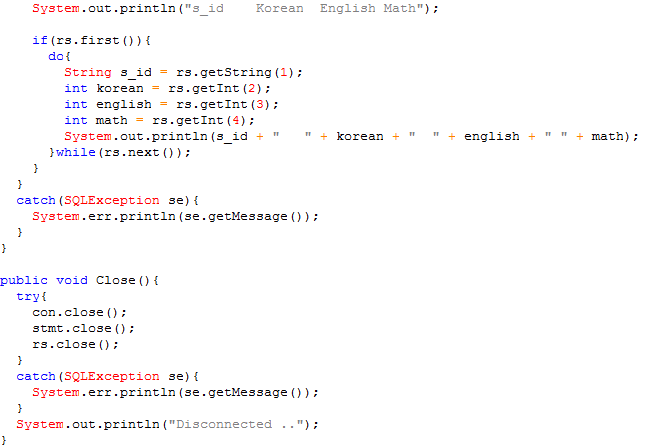 System.out.println("s_id    Korean  English Math");

    if(rs.first()){
      do{
        String s_id = rs.getString(1);
        int korean = rs.getInt(2);
        int english = rs.getInt(3);
        int math = rs.getInt(4);
        System.out.println(s_id + "   " + korean + "  " + english + " " + math);
      }while(rs.next());
    }
  }
  catch(SQLException se){
    System.err.println(se.getMessage());
  }
}

public void Close(){
  try{
    con.close();
    stmt.close();
    rs.close();
  }
  catch(SQLException se){
    System.err.println(se.getMessage());
  }
  System.out.println("Disconnected ..");
}